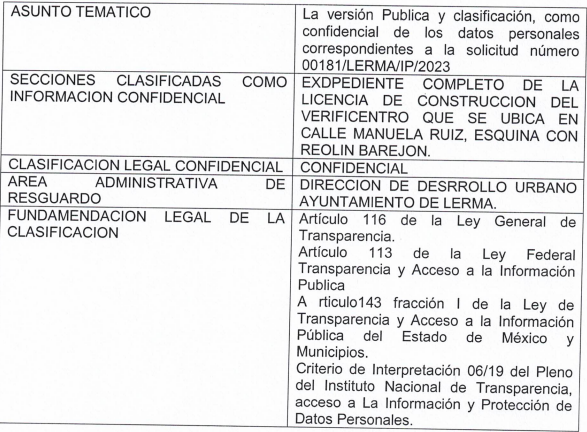 ASUNTO TEMATICO
La versión Publica y clasificación, como
confidencial de los datos personales
correspondientes a la solicitud número
00181/LERMA/IP/2023
SECCIONES CLASIFICADAS COMO
INFORMACION CONFIDENCIAL
EXDPEDIENTE COMPLETO DE LA
LICENCIA DE CONSTRUCCION DEL
VERIFICENTRO QUE SE UBICA EN
CALLE MANUELA RUIZ, ESQUINA CON
REOLIN BAREJON.
CLASIFICACION LEGAL CONFIDENCIAL
CONFIDENCIAL
AREA ADMINISTRATIVA DE
RESGUARDO
DIRECCION DE DESRROLLO URBANO
AYUNTAMIENTO DE LERMA.
FUNDAMENDACION LEGAL DE LA
CLASIFICACION
Artículo 116 de la Ley General de
Transparencia.
Artículo 113 de la Ley Federal
Transparencia y Acceso a la Información
Publica
A rticulo143 fracción I de la Ley de
Transparencia y Acceso a la Información
Pública del Estado de México y
Municipios.
Criterio de Interpretación 06/19 del Pleno
del Instituto Nacional de Transparencia,
acceso a La Información y Protección de
Datos Personales.